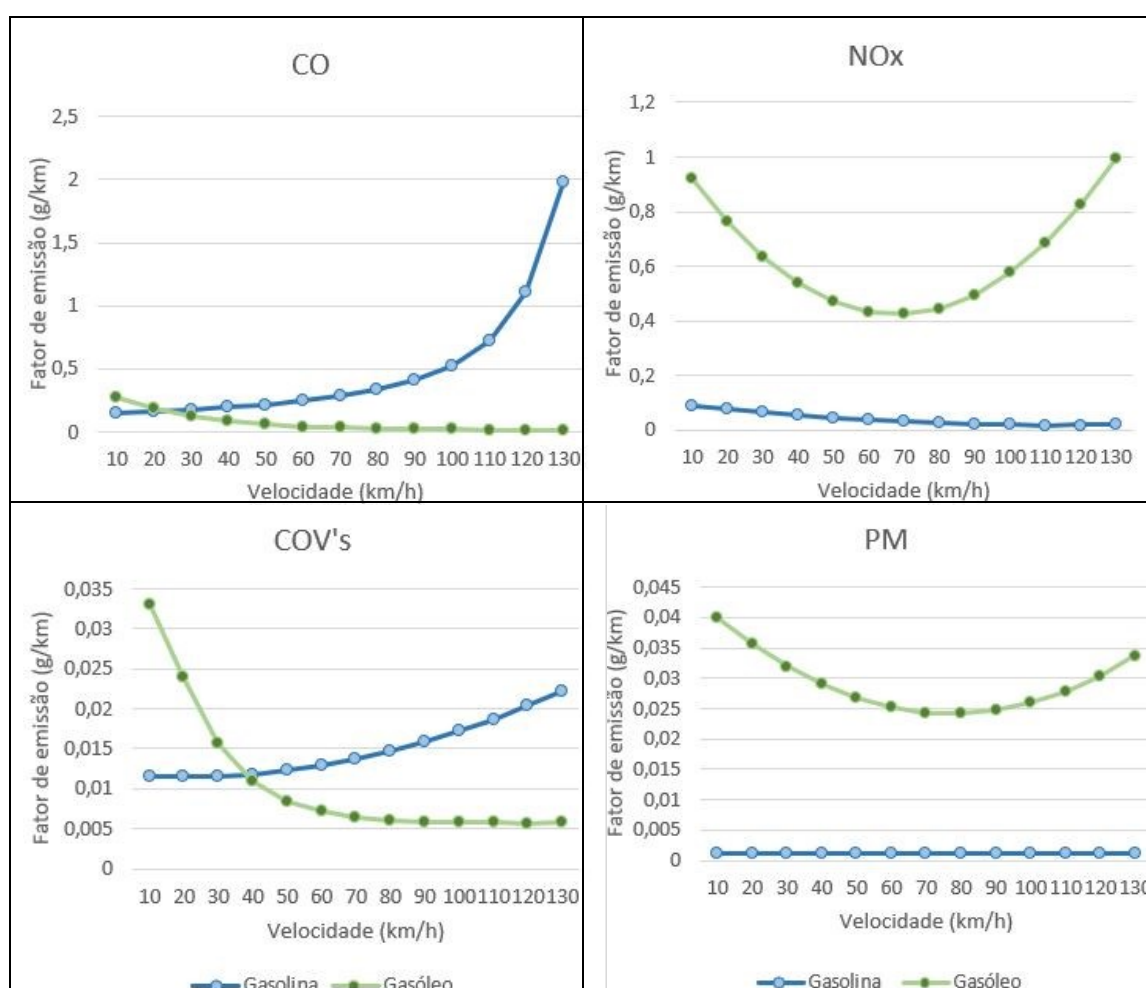 CO
Fator de emissão (g/km)
2,5
2
1,5
1
0,5
0
10 20 30 40 50 60 70 80 90 100 110 120 130
Velocidade (km/h)
NOx
Fator de emissão (g/km)
1,2
1
0,8
0,6
0,4
0,2
0
10 20 30 40 50 60 70 80 90 100 110 120 130
Velocidade (km/h)
COV's
Fator de emissão (g/km)
0,035
0,03
0,025
0,02
0,015
0,01
0,005
0
10 20 30 40 50 60 70 80 90 100 110 120 130
Velocidade (km/h)
Gasolina Gasóleo
PM
Fator de emissão (g/km)
0,045
0,04
0,035
0,03
0,025
0,02
0,015
0,01
0,005
0
10 20 30 40 50 60 70 80 90 100 110 120 130
Velocidade (km/h)
Gasolina Gasóleo